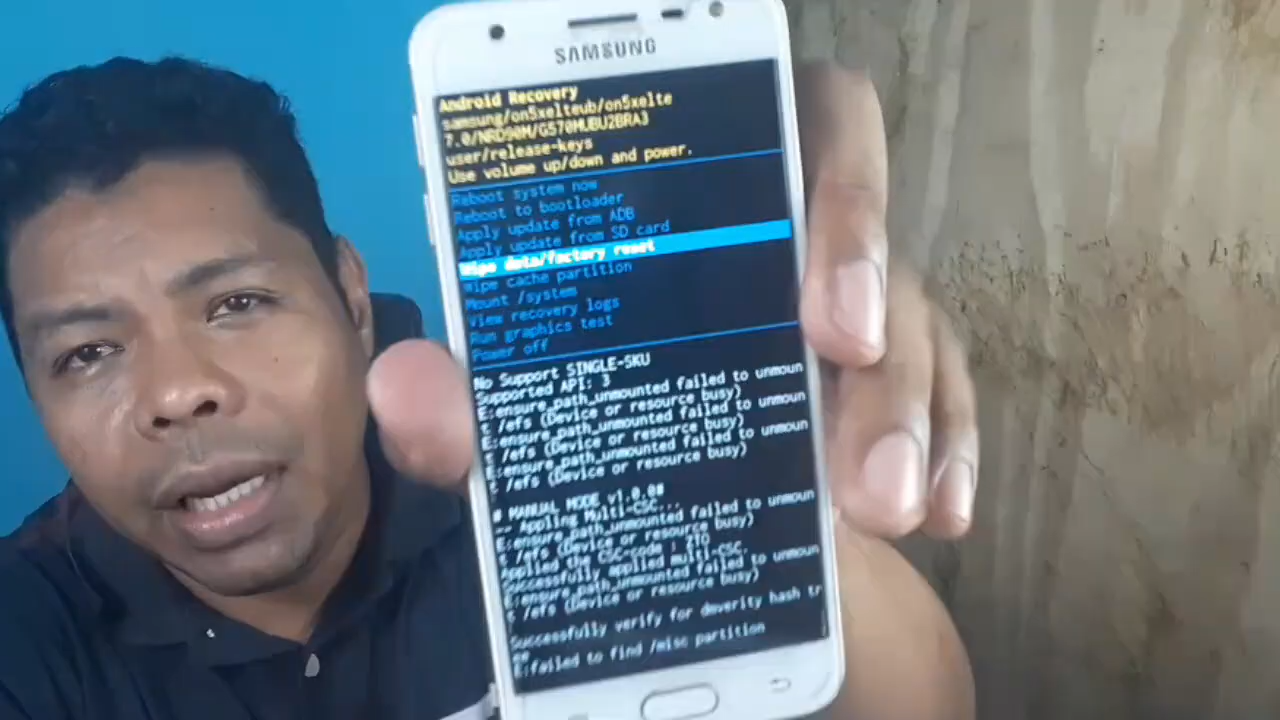 SAMSUNG
Android Recovery
samsung/on5xelteub/on5xelte
7.0/NRD90M/G570MUBU2BRA3
user/release-keys
Use volume up/down and power.
Reboot system now
Reboot to bootloader
Apply update from ADB
Apply update from SD card
Wipe data/factory reset
Wipe cache partition
Mount /system
View recovery logs
Run graphics test
Power off
No Support SINGLE-SKU
Supported API: 3
E:ensure_path_unmounted failed to unmoun
t /efs (Device or resource busy)
E:ensure_path_unmounted failed to unmoun
t /efs (Device or resource busy)
E:ensure_path_unmounted failed to unmoun
t /efs (Device or resource busy)
# MANUAL MODE v1.0.0#
-- Appling Multi-CSC...
E:ensure_path_unmounted failed to unmoun
t /efs (Device or resource busy)
Applied the CSC-code : ZTO
Successfully applied multi-CSC.
E:ensure_path_unmounted failed to unmoun
t /efs (Device or resource busy)
Successfully verify for dmverity hash tr
ee
E:failed to find /misc partition